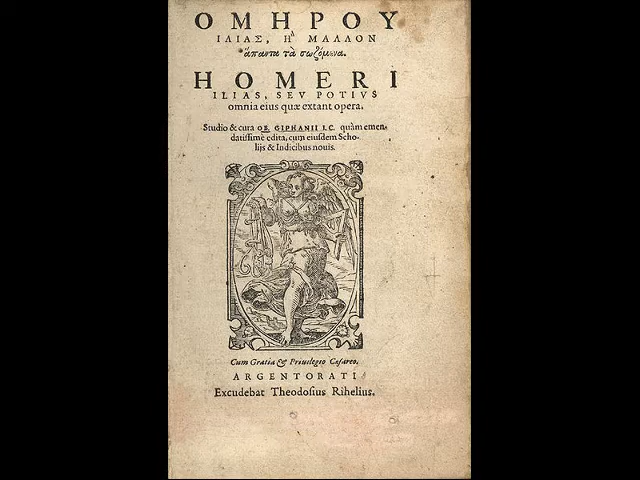 ΟΜΗΡΟΥ
ΙΛΙΑΣ, Ἢ ΜΑΛΛΟΝ
ἅπαντα τὰ σωζόμενα.
HOMERI
ILIAS, SEV POTIVS
omnia eius quæ extant opera.
Studio & cura OB. GIPHANII I.C. quàm emen-
datissimè edita, cum eiusdem Scho-
lijs & Indicibus nouis.
Cum Gratia & Priuilegio Cæsareo.
ARGENTORATI
Excudebat Theodosius Rihelius.